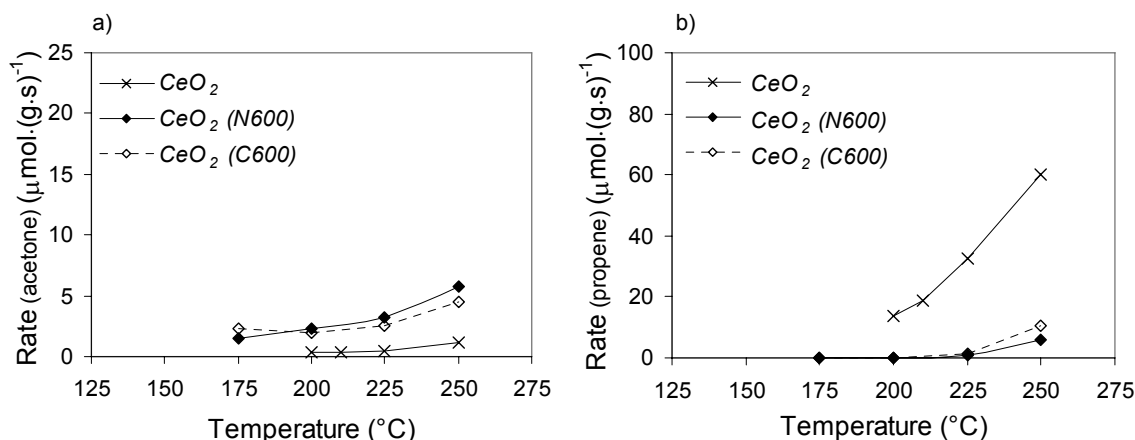 a)
Rate (acetone) (μmol·(g·s)⁻¹
25
20
15
10
5
0
CeO₂
CeO₂ (N600)
CeO₂ (C600)
125 150 175 200 225 250 275
Temperature (°C)
b)
Rate (propene) (μmol·(g·s)⁻¹
100
80
60
40
20
0
CeO₂
CeO₂ (N600)
CeO₂ (C600)
125 150 175 200 225 250 275
Temperature (°C)